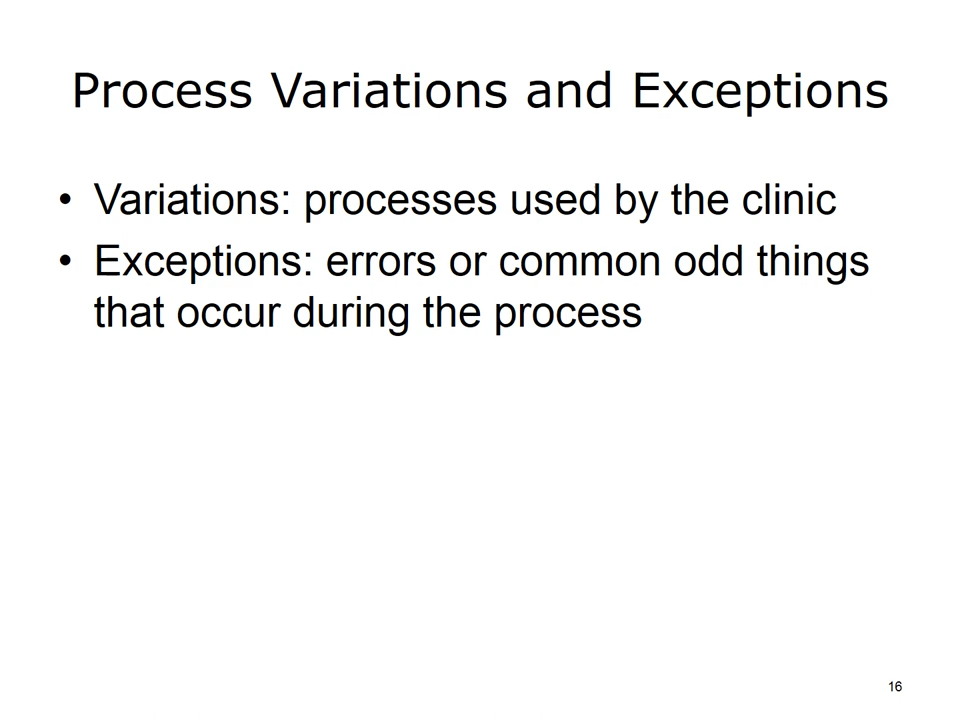 Process Variations and Exceptions
• Variations: processes used by the clinic
• Exceptions: errors or common odd things
that occur during the process
16